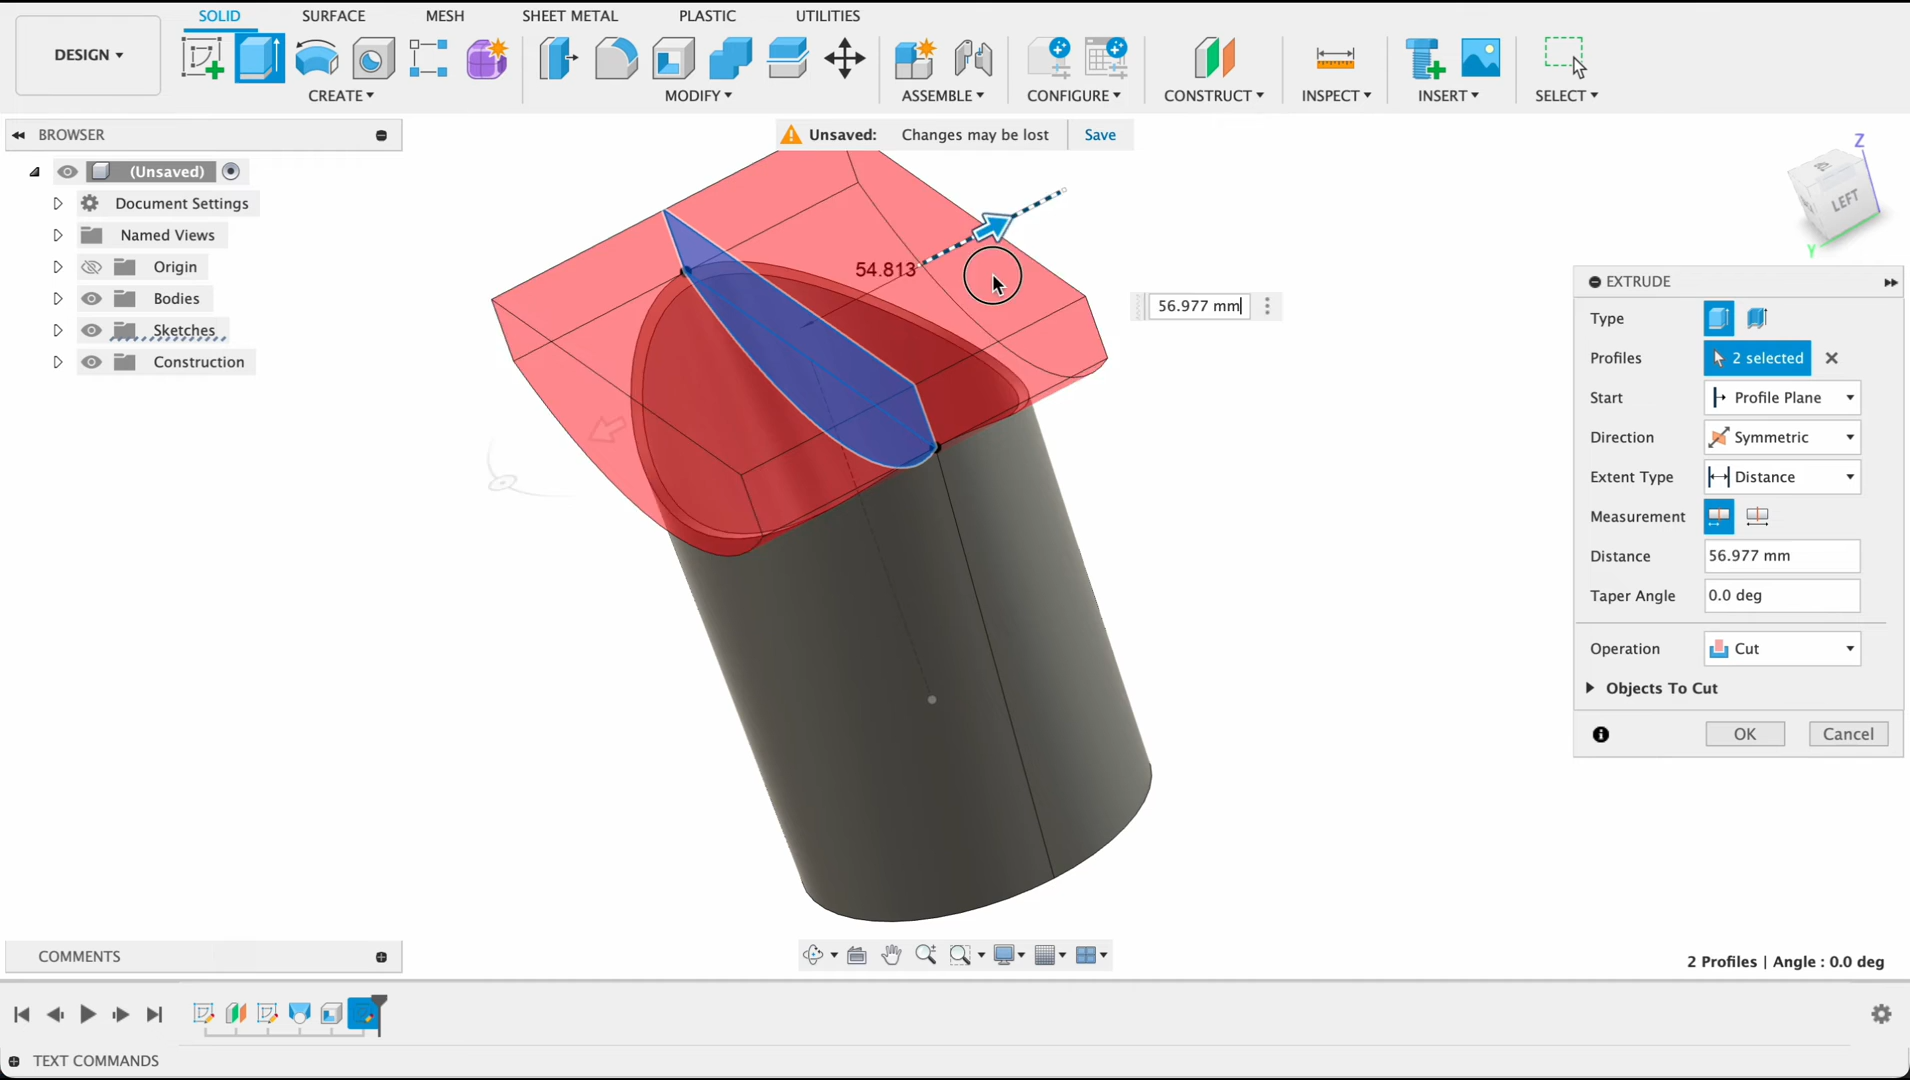 SOLID SURFACE MESH SHEET METAL PLASTIC UTILITIES
DESIGN
CREATE MODIFY ASSEMBLE CONFIGURE CONSTRUCT INSPECT INSERT SELECT
BROWSER
Unsaved: Changes may be lost Save
(Unsaved)
Document Settings
Named Views
Origin
Bodies
Sketches
Construction
Z
LEFT
Y
54.813
56.977 mm
EXTRUDE
Type
Profiles 2 selected
Start Profile Plane
Direction Symmetric
Extent Type Distance
Measurement
Distance 56.977 mm
Taper Angle 0.0 deg
Operation Cut
Objects To Cut
OK Cancel
COMMENTS
2 Profiles | Angle : 0.0 deg
TEXT COMMANDS